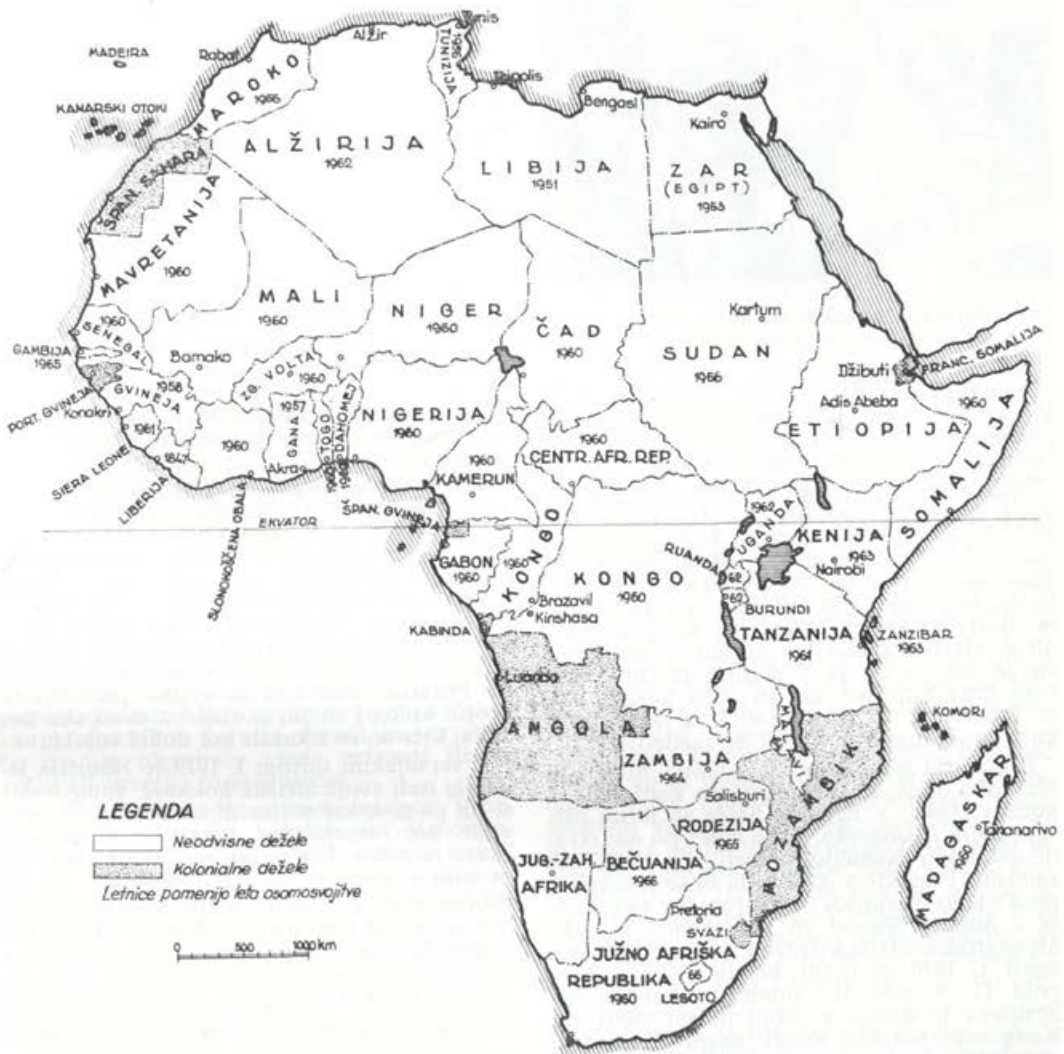 MADEIRA
Rabat
Alžir
TUNIZIJA
Bengasi
KANARSKI OTOKI
MAROKO
1956
Kairo
ALŽIRIJA
1962
LIBIJA
1951
ZAR
(EGIPT)
1953
ŠPAN. SAHARA
MAVRETANIJA
1960
MALI
1960
NIGER
1960
ČAD
1960
Kartum
SUDAN
1956
1960
SENEGAL
GAMBIJA
1965
Bamako
ZG. VOLTA
1960
Džibuti
FRANC. SOMALIJA
PORT. GVINEJA
1958
GVINEJA
Konakri
1957
GANA
TOGO
1960
DAHOMEJ
1960
NIGERIJA
1960
Adis Abeba
ETIOPIJA
1960
SOMALIJA
1961
SIERA LEONE
1847
LIBERIJA
1960
SLONOKOŠČENA OBALA
Akra
1960
KAMERUN
1960
CENTR. AFR. REP.
EKVATOR
ŠPAN. GVINEJA
1962
UGANDA
KENIJA
1963
Nairobi
GABON
1960
1960
KONGO
KONGO
1960
RUANDA
62
62
BURUNDI
Brazavil
Kinshasa
KABINDA
TANZANIJA
1961
ZANZIBAR
1963
Luanda
ANGOLA
KOMORI
ZAMBIJA
1964
MOZAMBIK
Salisburi
RODEZIJA
1965
MADAGASKAR
1960
Tananarivo
LEGENDA
Neodvisne dežele
Kolonialne dežele
Letnice pomenijo leta osamosvojitve
0 500 1000 km
JUG.-ZAH.
AFRIKA
BEČUANIJA
1966
Pretoria
SVAZI
JUŽNO AFRIŠKA
REPUBLIKA
1960
66
LESOTO